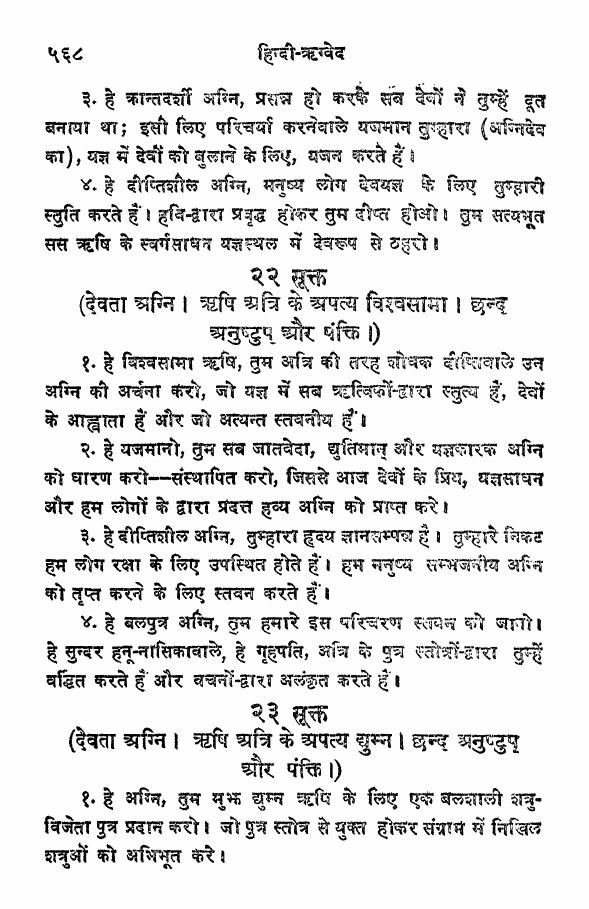 ५६८ हिन्दी-ऋग्वेद
३. हे क्रान्तदर्शी अग्नि, प्रसन्न हो करके सब देवों ने तुम्हें दूत
बनाया था; इसी लिए परिचर्या करनेवाले यजमान तुम्हारा (अग्निदेव
का), यज्ञ में देवों को बुलाने के लिए, यजन करते हैं।
४. हे दीप्तिशील अग्नि, मनुष्य लोग देवयज्ञ के लिए तुम्हारी
स्तुति करते हैं। हवि-द्वारा प्रवृद्ध होकर तुम दीप्त होओ। तुम सत्यभूत
सस ऋषि के स्वर्गसाधन यज्ञस्थल में देवरूप से ठहरो।
२२ सूक्त
(देवता अग्नि। ऋषि अत्रि के अपत्य विश्वसामा। छन्द
अनुष्टुप् और पंक्ति।)
१. हे विश्वसामा ऋषि, तुम अत्रि की तरह शोधक दीप्तिवाले उन
अग्नि की अर्चना करो, जो यज्ञ में सब ऋत्विकों-द्वारा स्तुत्य हैं, देवों
के आह्वाता हैं और जो अत्यन्त स्तवनीय हैं।
२. हे यजमानो, तुम सब जातवेदा, द्युतिमान् और यज्ञकारक अग्नि
को धारण करो--संस्थापित करो, जिससे आज देवों के प्रिय, यज्ञसाधन
और हम लोगों के द्वारा प्रदत्त हव्य अग्नि को प्राप्त करे।
३. हे दीप्तिशील अग्नि, तुम्हारा हृदय ज्ञानसम्पन्न है। तुम्हारे निकट
हम लोग रक्षा के लिए उपस्थित होते हैं। हम मनुष्य सम्भजनीय अग्नि
को तृप्त करने के लिए स्तवन करते हैं।
४. हे बलपुत्र अग्नि, तुम हमारे इस परिचरण स्तवन को जानो।
हे सुन्दर हनू-नासिकावाले, हे गृहपति, अत्रि के पुत्र स्तोत्रों-द्वारा तुम्हें
वर्द्धित करते हैं और वचनों-द्वारा अलंकृत करते हैं।
२३ सूक्त
(देवता अग्नि। ऋषि अत्रि के अपत्य द्युम्न। छन्द अनुष्टुप्
और पंक्ति।)
१. हे अग्नि, तुम मुझ द्युम्न ऋषि के लिए एक बलशाली शत्रु-
विजेता पुत्र प्रदान करो। जो पुत्र स्तोत्र से युक्त होकर संग्राम में निखिल
शत्रुओं को अभिभूत करे।